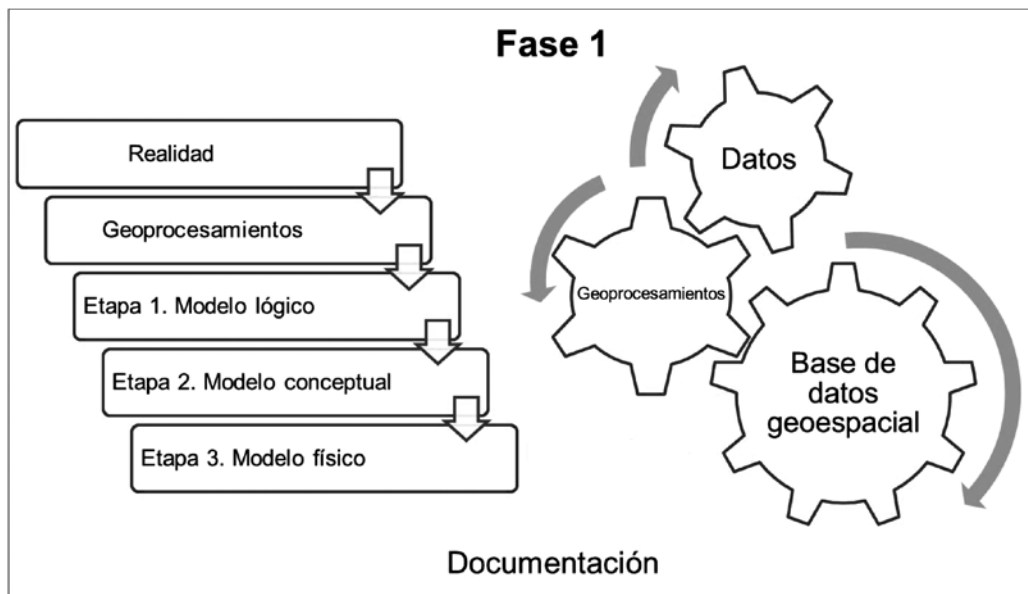 Fase 1
Realidad
Geoprocesamientos
Etapa 1. Modelo lógico
Etapa 2. Modelo conceptual
Etapa 3. Modelo físico
Datos
Geoprocesamientos
Base de
datos
geoespacial
Documentación